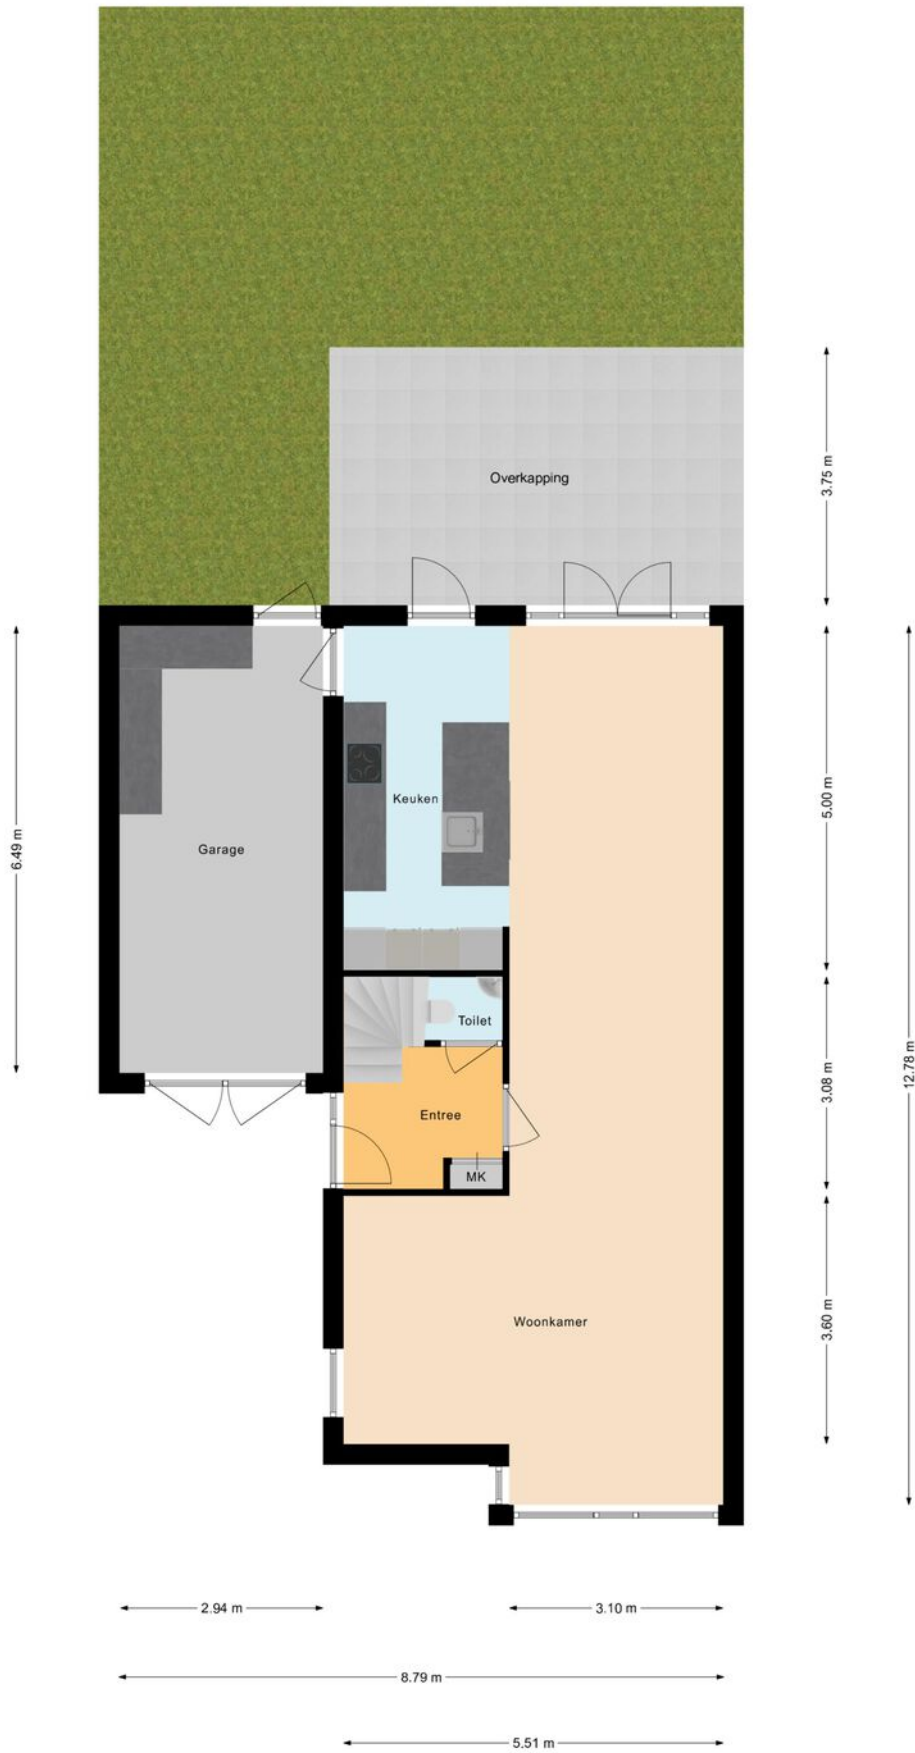 Overkapping
3.75 m
Keuken
5.00 m
Garage
6.49 m
Toilet
3.08 m
12.78 m
Entree
MK
Woonkamer
3.60 m
2.94 m
3.10 m
8.79 m
5.51 m